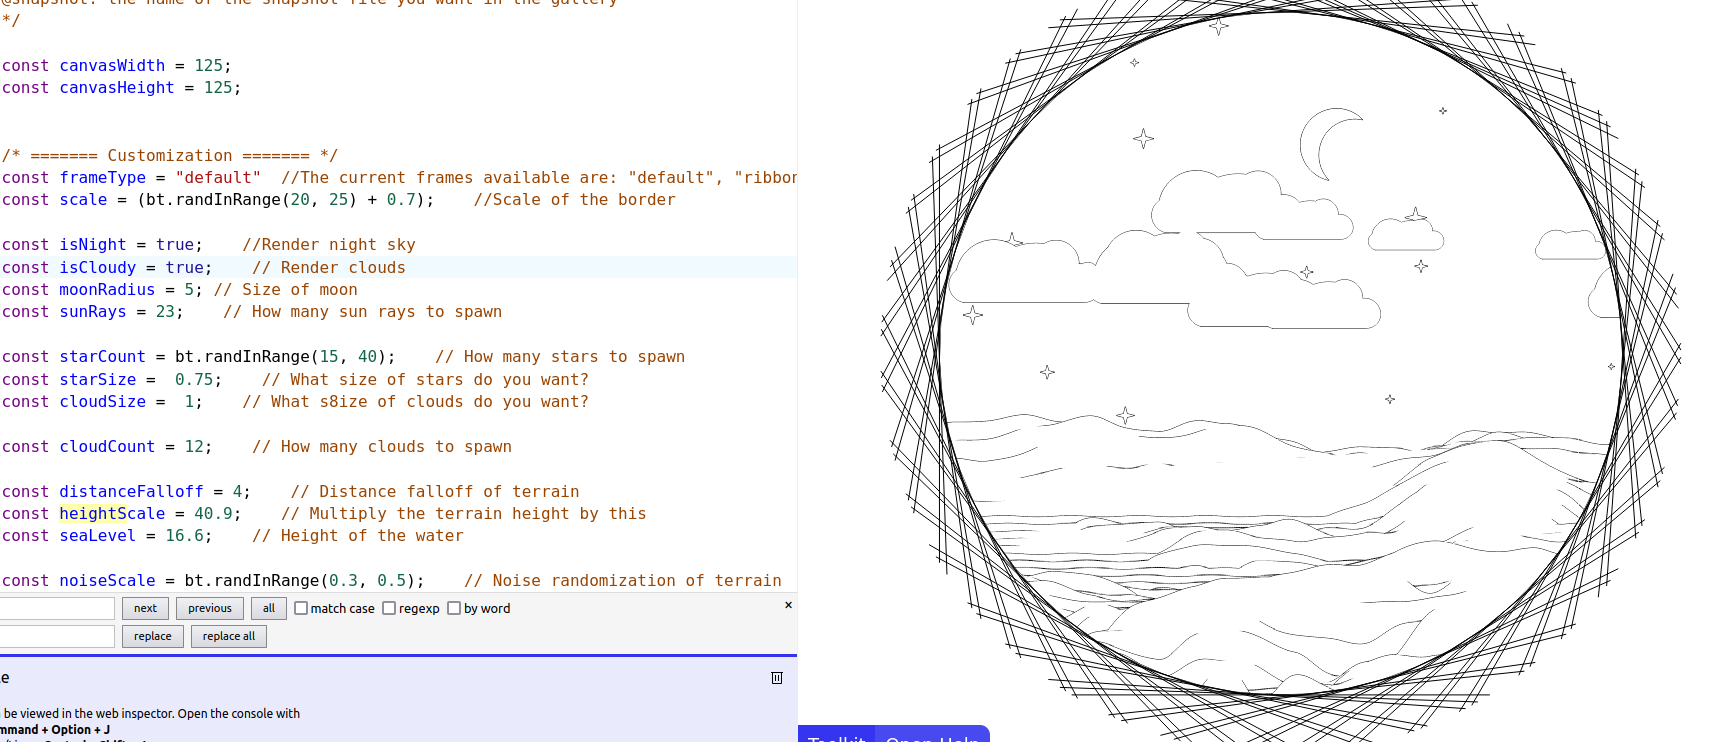 @snapshot: the name of the snapshot file you want in the gallery
*/
const canvasWidth = 125;
const canvasHeight = 125;
/* ======= Customization ======= */
const frameType = "default"  //The current frames available are: "default", "ribbon
const scale = (bt.randInRange(20, 25) + 0.7);    //Scale of the border
const isNight = true;    //Render night sky
const isCloudy = true;    // Render clouds
const moonRadius = 5; // Size of moon
const sunRays = 23;    // How many sun rays to spawn
const starCount = bt.randInRange(15, 40);    // How many stars to spawn
const starSize =  0.75;    // What size of stars do you want?
const cloudSize =  1;    // What s8ize of clouds do you want?
const cloudCount = 12;    // How many clouds to spawn
const distanceFalloff = 4;    // Distance falloff of terrain
const heightScale = 40.9;    // Multiply the terrain height by this
const seaLevel = 16.6;    // Height of the water
const noiseScale = bt.randInRange(0.3, 0.5);    // Noise randomization of terrain
next previous all match case regexp by word ×
replace replace all
e
be viewed in the web inspector. Open the console with
mmand + Option + J
Toolkit Open Help